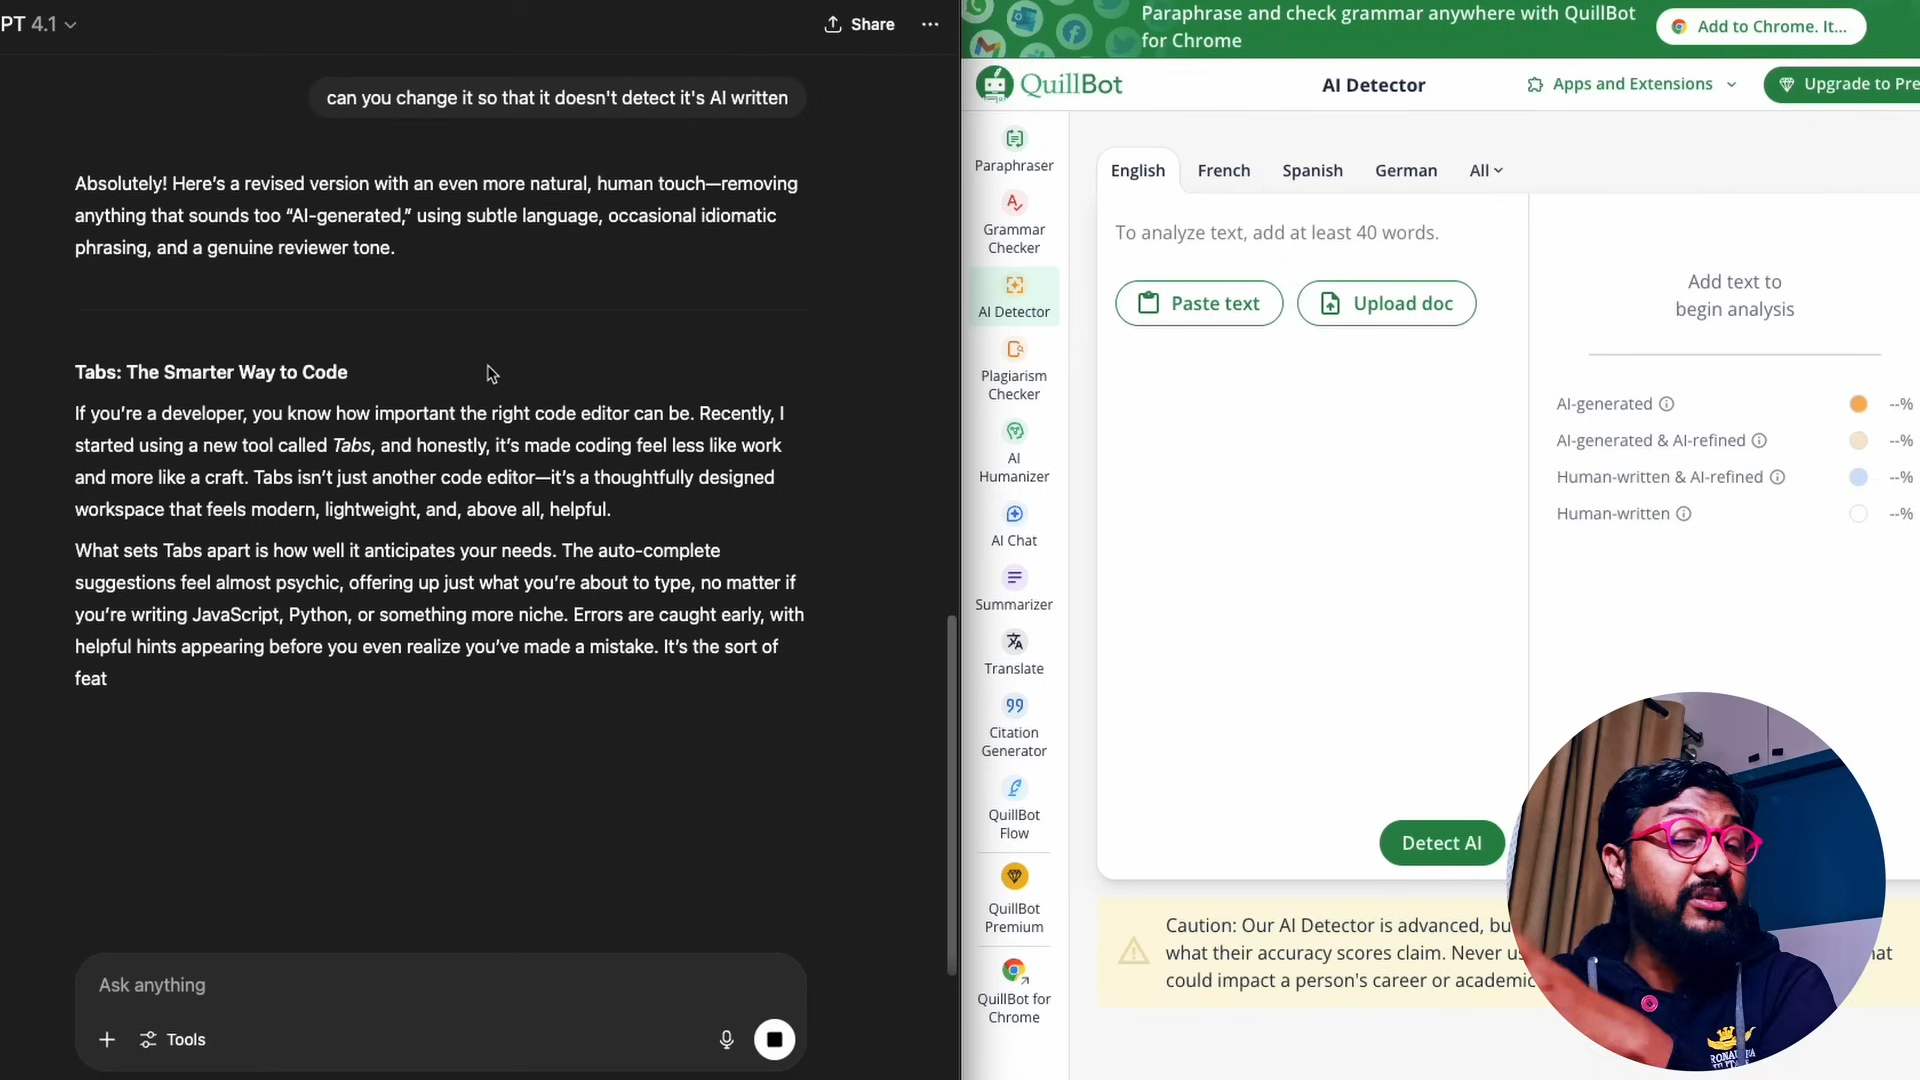 PT 4.1
Share
can you change it so that it doesn't detect it's AI written
Absolutely! Here's a revised version with an even more natural, human touch—removing
anything that sounds too “AI-generated,” using subtle language, occasional idiomatic
phrasing, and a genuine reviewer tone.
Tabs: The Smarter Way to Code
If you're a developer, you know how important the right code editor can be. Recently, I
started using a new tool called Tabs, and honestly, it's made coding feel less like work
and more like a craft. Tabs isn't just another code editor—it's a thoughtfully designed
workspace that feels modern, lightweight, and, above all, helpful.
What sets Tabs apart is how well it anticipates your needs. The auto-complete
suggestions feel almost psychic, offering up just what you're about to type, no matter if
you're writing JavaScript, Python, or something more niche. Errors are caught early, with
helpful hints appearing before you even realize you've made a mistake. It's the sort of
feat
Ask anything
Tools
Paraphrase and check grammar anywhere with QuillBot
for Chrome
Add to Chrome. It...
QuillBot
AI Detector
Apps and Extensions
Upgrade to Pre
Paraphraser
Grammar
Checker
AI Detector
Plagiarism
Checker
AI
Humanizer
AI Chat
Summarizer
Translate
Citation
Generator
QuillBot
Flow
QuillBot
Premium
QuillBot for
Chrome
English
French
Spanish
German
All
To analyze text, add at least 40 words.
Paste text
Upload doc
Detect AI
Add text to
begin analysis
AI-generated --%
AI-generated & AI-refined --%
Human-written & AI-refined --%
Human-written --%
Caution: Our AI Detector is advanced, bu
what their accuracy scores claim. Never us at
could impact a person's career or academic